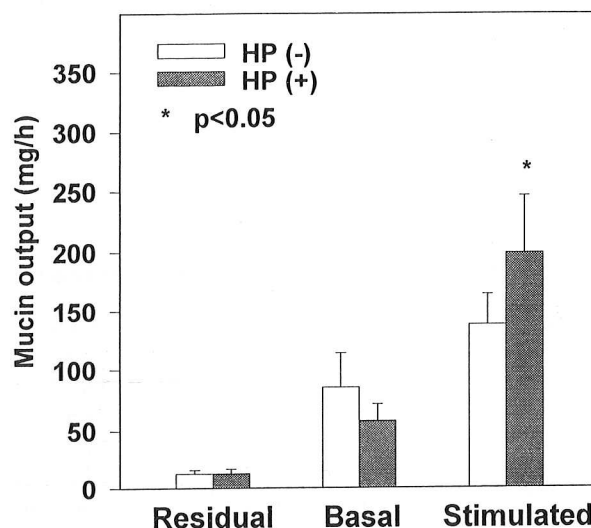 HP (-)
HP (+)
* p<0.05
Mucin output (mg/h)
350
300
250
200
150
100
50
0
*
Residual Basal Stimulated